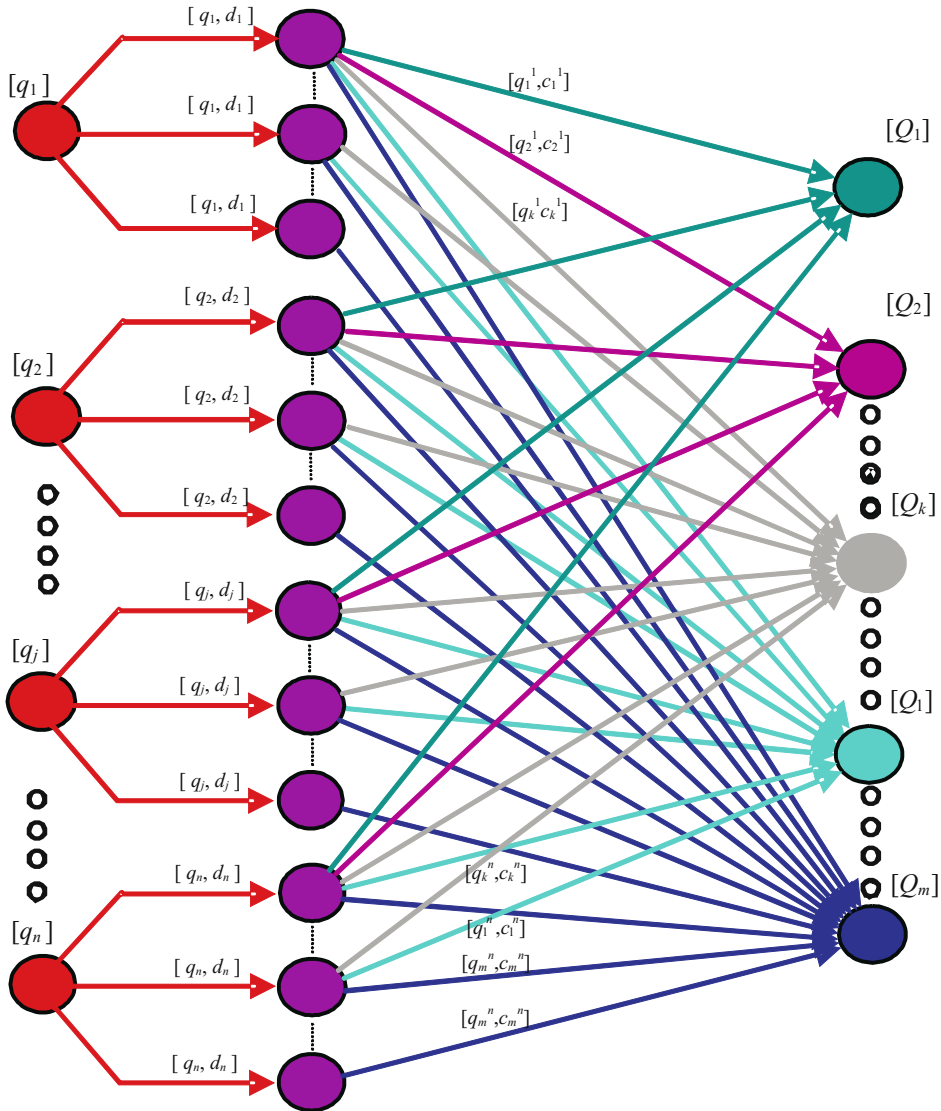 [ q₁, d₁ ]
[q₁]
[q₁¹,c₁¹]
[ q₁, d₁ ]
[q₂¹,c₂¹]
[Q₁]
[ q₁, d₁ ]
[qₖ¹cₖ¹]
[ q₂, d₂ ]
[Q₂]
[q₂]
[ q₂, d₂ ]
[ q₂, d₂ ]
[Qₖ]
[ qⱼ, dⱼ ]
[qⱼ]
[ qⱼ, dⱼ ]
[Q₁]
[ qⱼ, dⱼ ]
[ qₙ, dₙ ]
[qₖⁿ,cₖⁿ]
[Qₘ]
[qₙ]
[q₁ⁿ,c₁ⁿ]
[ qₙ, dₙ ]
[qₘⁿ,cₘⁿ]
[qₘⁿ,cₘⁿ]
[ qₙ, dₙ ]